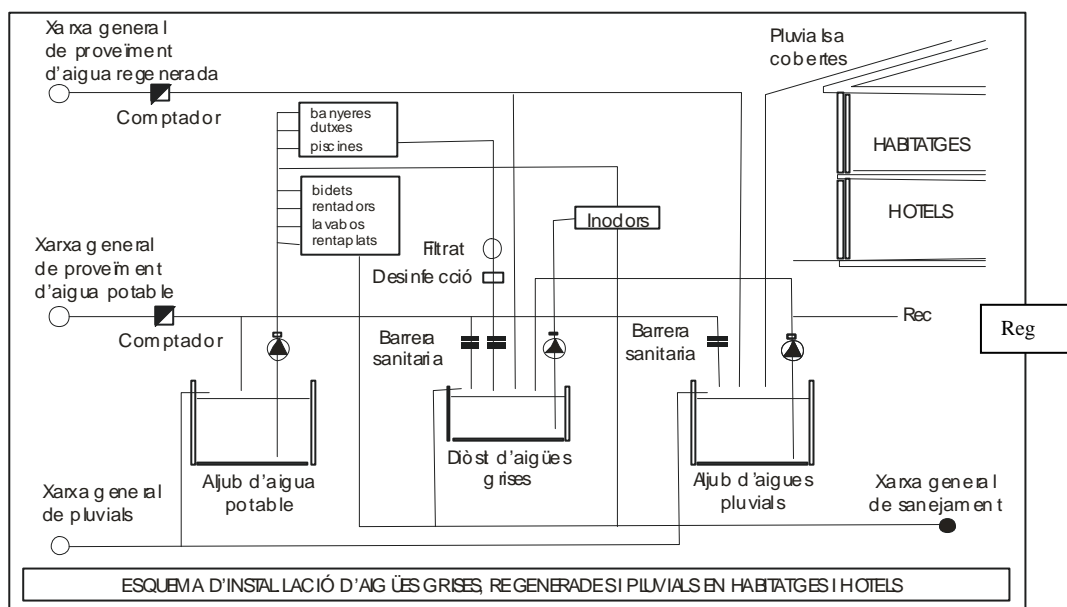 Xarxa general
de proveïment
d'aigua regenerada
Comptador
Pluvialsa
cobertes
banyeres
dutxes
piscines
HABITATGES
bidets
rentadors
lavabos
rentaplats
Inodors
HOTELS
Filtrat
Desinfecció
Xarxa general
de proveïment
d'aigua potable
Comptador
Barrera
sanitaria
Barrera
sanitaria
Rec
Reg
Aljub d'aigua
potable
Diòst d'aigües
grises
Aljub d'aigues
pluvials
Xarxa general
de pluvials
Xarxa general
de sanejament
ESQUEMA D'INSTAL.LACIÓ D'AIGÜES GRISES, REGENERADES I PLUVIALS EN HABITATGES I HOTELS